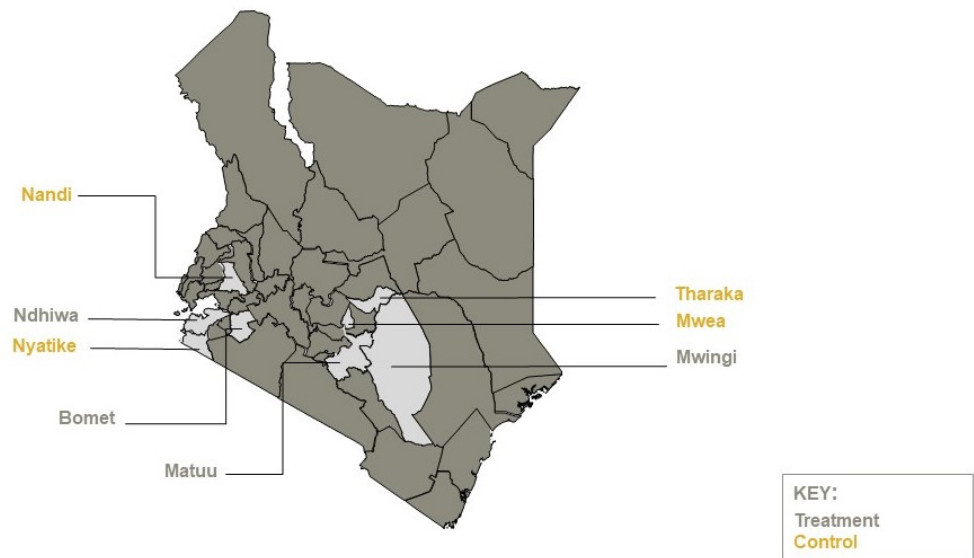 Nandi
Ndhiwa
Nyatike
Bomet
Matuu
Tharaka
Mwea
Mwingi
KEY:
Treatment
Control